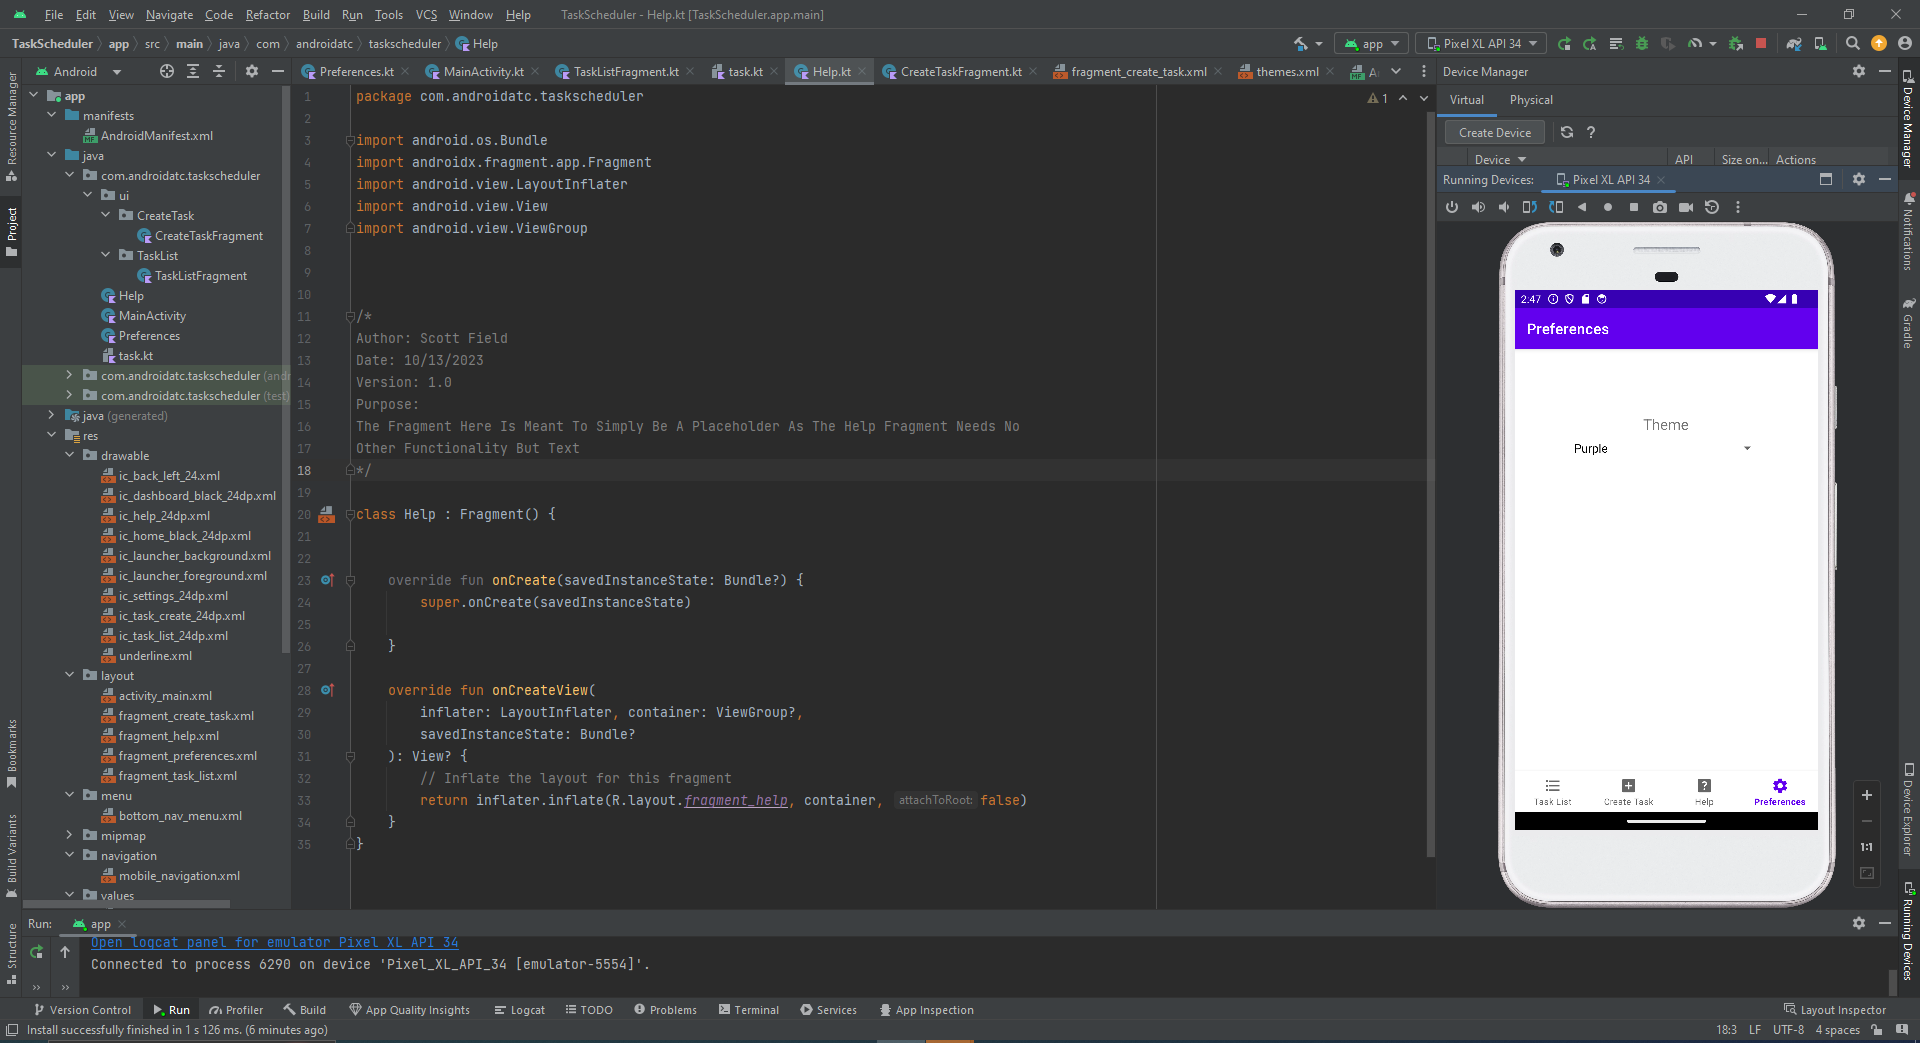 File Edit View Navigate Code Refactor Build Run Tools VCS Window Help TaskScheduler - Help.kt [TaskScheduler.app.main]
TaskScheduler app src main java com androidatc taskscheduler Help
app Pixel XL API 34
Android
Preferences.kt MainActivity.kt TaskListFragment.kt task.kt Help.kt CreateTaskFragment.kt fragment_create_task.xml themes.xml
Resource Manager
Project
Bookmarks
Build Variants
Structure
app
manifests
AndroidManifest.xml
java
com.androidatc.taskscheduler
ui
CreateTask
CreateTaskFragment
TaskList
TaskListFragment
Help
MainActivity
Preferences
task.kt
com.androidatc.taskscheduler (andr
com.androidatc.taskscheduler (test)
java (generated)
res
drawable
ic_back_left_24.xml
ic_dashboard_black_24dp.xml
ic_help_24dp.xml
ic_home_black_24dp.xml
ic_launcher_background.xml
ic_launcher_foreground.xml
ic_settings_24dp.xml
ic_task_create_24dp.xml
ic_task_list_24dp.xml
underline.xml
layout
activity_main.xml
fragment_create_task.xml
fragment_help.xml
fragment_preferences.xml
fragment_task_list.xml
menu
bottom_nav_menu.xml
mipmap
navigation
mobile_navigation.xml
values
1 package com.androidatc.taskscheduler
2
3 import android.os.Bundle
4 import androidx.fragment.app.Fragment
5 import android.view.LayoutInflater
6 import android.view.View
7 import android.view.ViewGroup
8
9
10
11 /*
12 Author: Scott Field
13 Date: 10/13/2023
14 Version: 1.0
15 Purpose:
16 The Fragment Here Is Meant To Simply Be A Placeholder As The Help Fragment Needs No
17 Other Functionality But Text
18 */
19
20 class Help : Fragment() {
21
22
23 override fun onCreate(savedInstanceState: Bundle?) {
24 super.onCreate(savedInstanceState)
25
26 }
27
28 override fun onCreateView(
29 inflater: LayoutInflater, container: ViewGroup?,
30 savedInstanceState: Bundle?
31 ): View? {
32 // Inflate the layout for this fragment
33 return inflater.inflate(R.layout.fragment_help, container, attachToRoot: false)
34 }
35 }
1
Device Manager
Virtual Physical
Create Device ?
Device API Size on... Actions
Running Devices: Pixel XL API 34
2:47
Preferences
Theme
Purple
Task List Create Task Help Preferences
1:1
Device Manager
Notifications
Gradle
Device Explorer
Running Devices
Run: app
Open logcat panel for emulator Pixel XL API 34
Connected to process 6290 on device 'Pixel_XL_API_34 [emulator-5554]'.
Version Control Run Profiler Build App Quality Insights Logcat TODO Problems Terminal Services App Inspection Layout Inspector
Install successfully finished in 1 s 126 ms. (6 minutes ago) 18:3 LF UTF-8 4 spaces